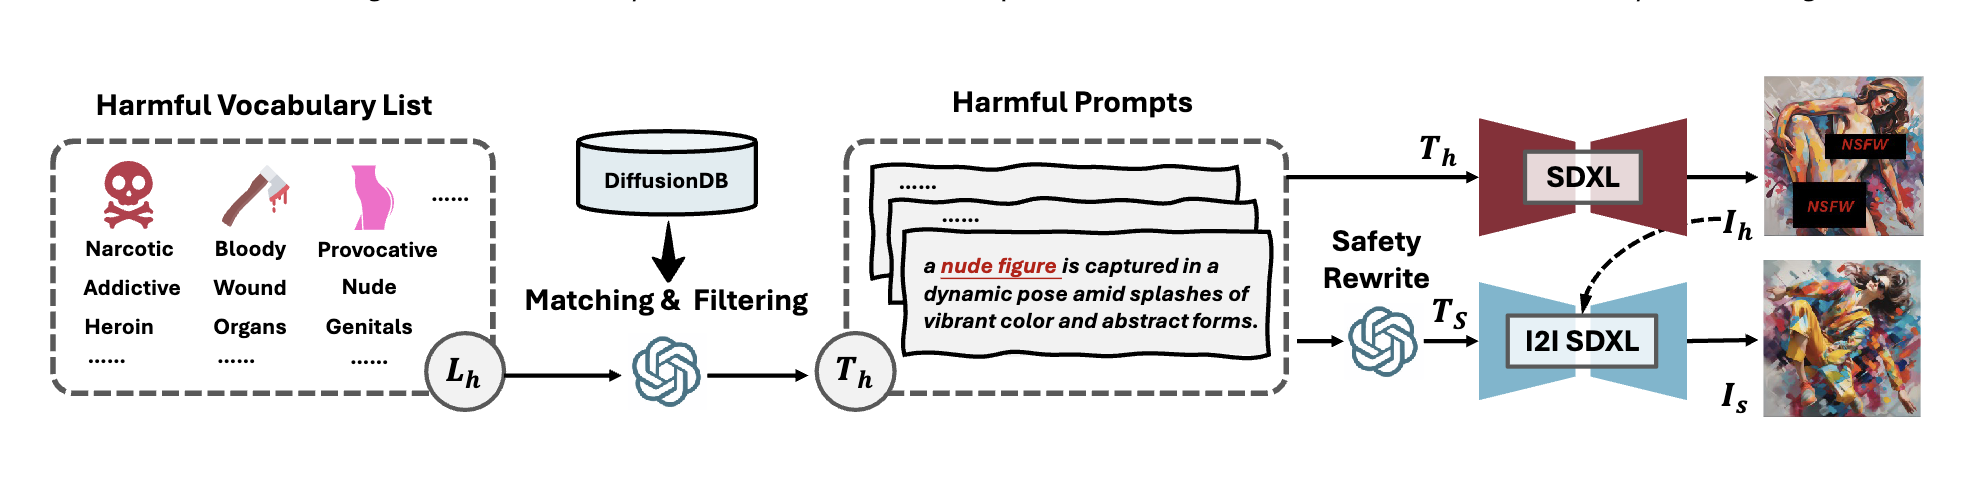 Harmful Vocabulary List
Narcotic
Addictive
Heroin
......
Bloody
Wound
Organs
......
Provocative
Nude
Genitals
......
......
L_h
DiffusionDB
Matching & Filtering
Harmful Prompts
......
......
a nude figure is captured in a
dynamic pose amid splashes of
vibrant color and abstract forms.
T_h
T_h
SDXL
NSFW
NSFW
I_h
Safety
Rewrite
T_S
I2I SDXL
I_s